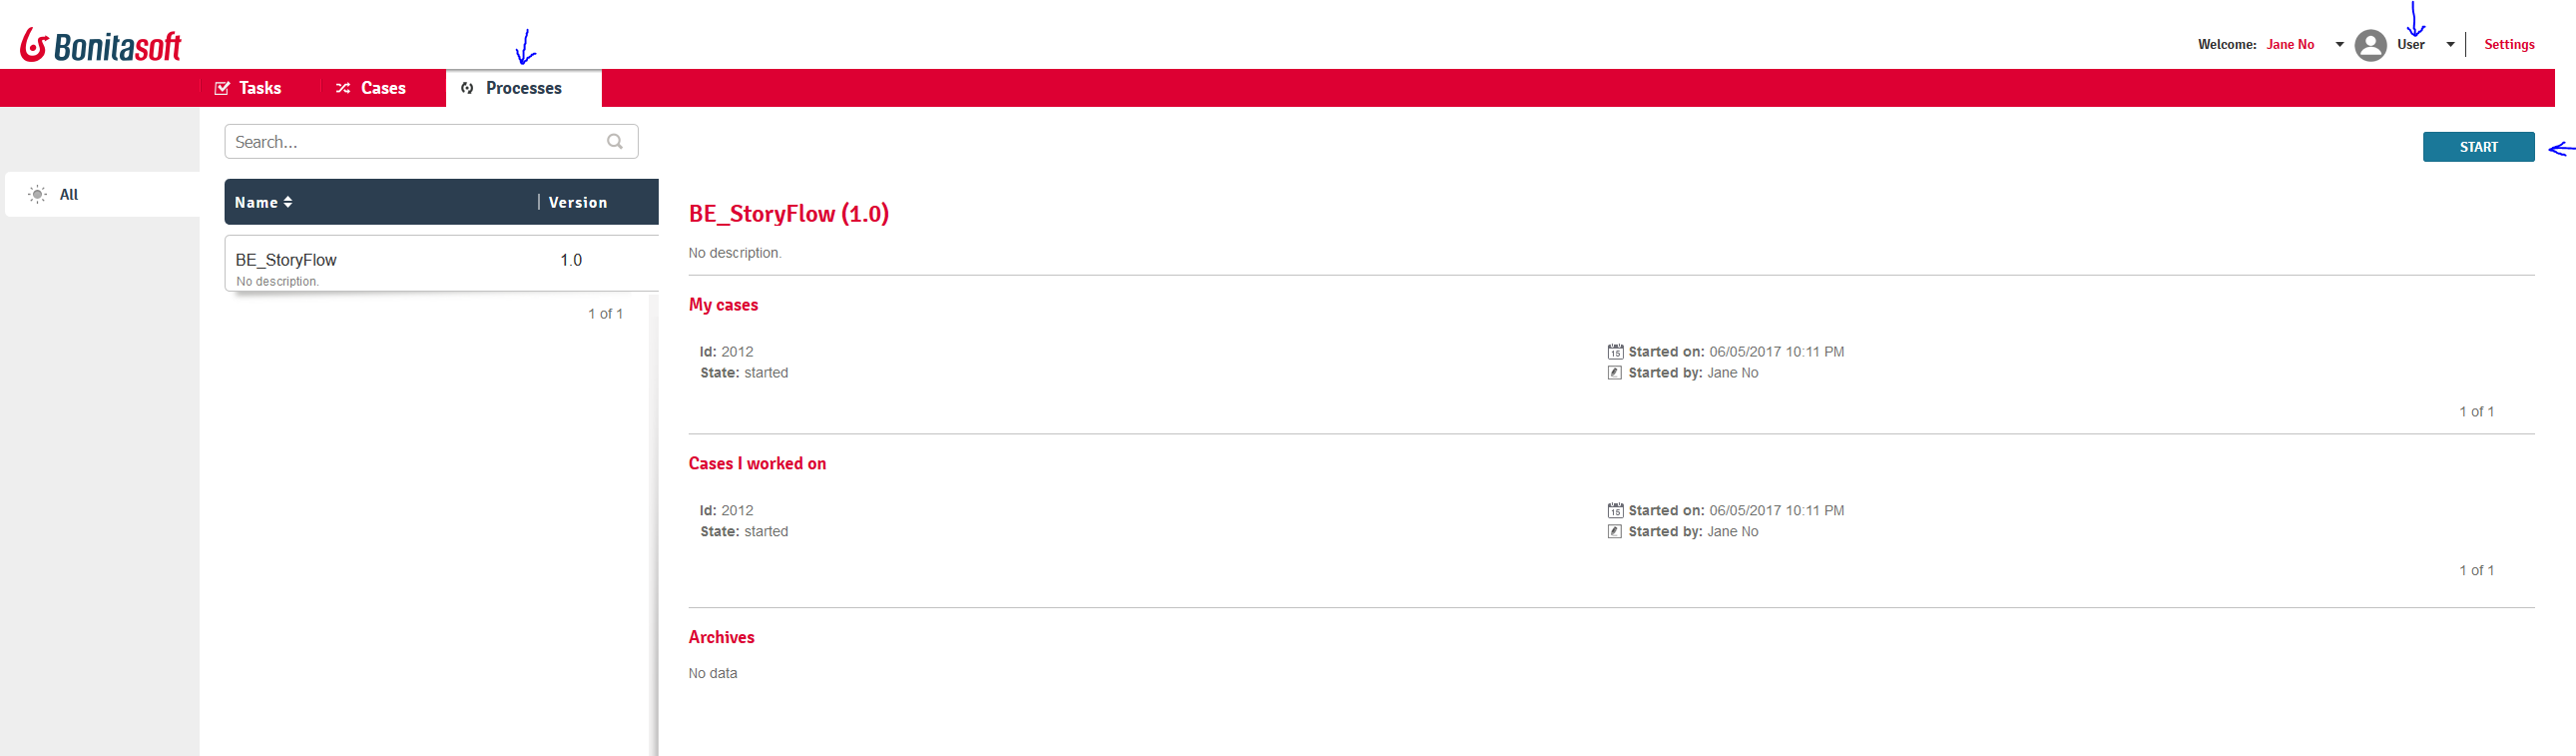 Bonitasoft
Welcome: Jane No User Settings
Tasks Cases Processes
Search...
START
All
Name Version
BE_StoryFlow 1.0
No description.
1 of 1
BE_StoryFlow (1.0)
No description.
My cases
Id: 2012
State: started
15 Started on: 06/05/2017 10:11 PM
Started by: Jane No
1 of 1
Cases I worked on
Id: 2012
State: started
15 Started on: 06/05/2017 10:11 PM
Started by: Jane No
1 of 1
Archives
No data